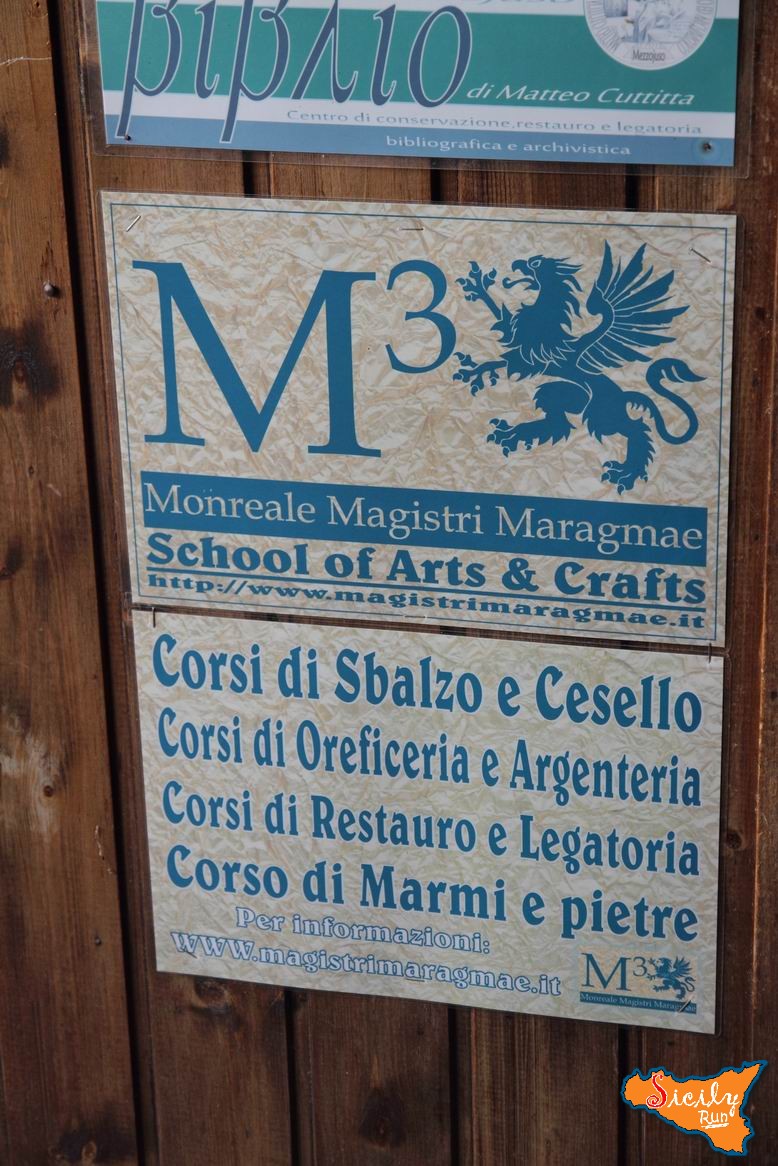 βιβλιο
Mezzojuso
di Matteo Cuttitta
Centro di conservazione,restauro e legatoria
bibliografica e archivistica
M3
Monreale Magistri Maragmae
School of Arts & Crafts
http://www.magistrimaragmae.it
Corsi di Sbalzo e Cesello
Corsi di Oreficeria e Argenteria
Corsi di Restauro e Legatoria
Corso di Marmi e pietre
Per informazioni:
www.magistrimaragmae.it
M3
Monreale Magistri Maragmae
Sicily
Run